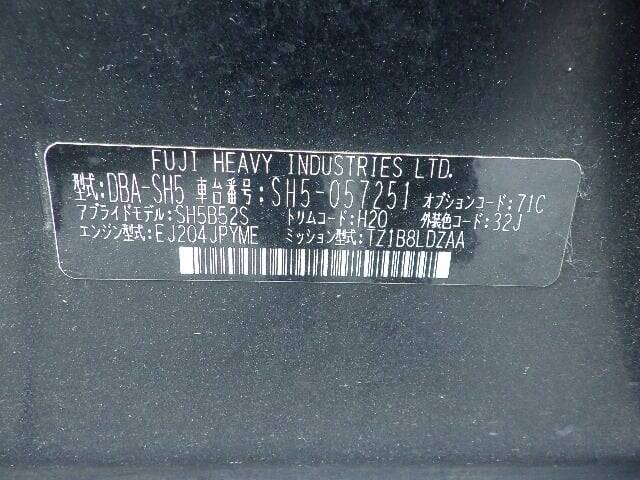 FUJI HEAVY INDUSTRIES LTD.
型式:DBA-SH5 車台番号:SH5-057251 オプションコード:71C
アプライドモデル:SH5B52S トリムコード:H20 外装色コード:32J
エンジン型式:EJ204JPYME ミッション型式:TZ1B8LDZAA